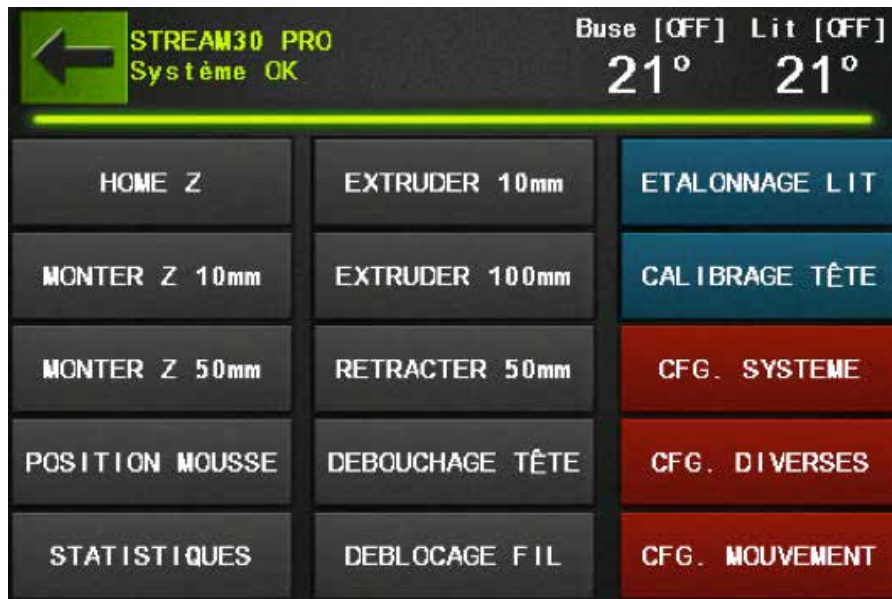 STREAM30 PRO
Système OK
Buse [OFF] Lit [OFF]
21° 21°
HOME Z
EXTRUDER 10mm
ETALONNAGE LIT
MONTER Z 10mm
EXTRUDER 100mm
CALIBRAGE TÊTE
MONTER Z 50mm
RETRACTER 50mm
CFG. SYSTEME
POSITION MOUSSE
DEBOUCHAGE TÊTE
CFG. DIVERSES
STATISTIQUES
DEBLOCAGE FIL
CFG. MOUVEMENT